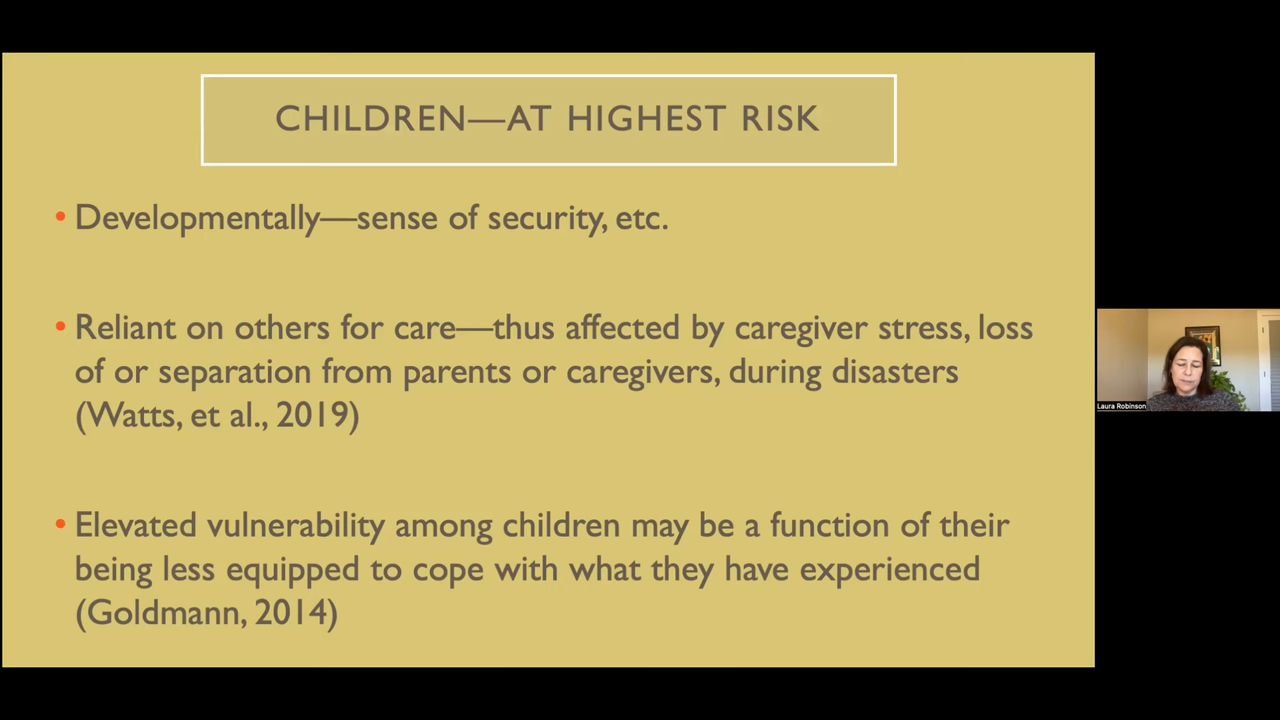 CHILDREN—AT HIGHEST RISK
• Developmentally—sense of security, etc.
• Reliant on others for care—thus affected by caregiver stress, loss
of or separation from parents or caregivers, during disasters
(Watts, et al., 2019)
• Elevated vulnerability among children may be a function of their
being less equipped to cope with what they have experienced
(Goldmann, 2014)
Laura Robinson